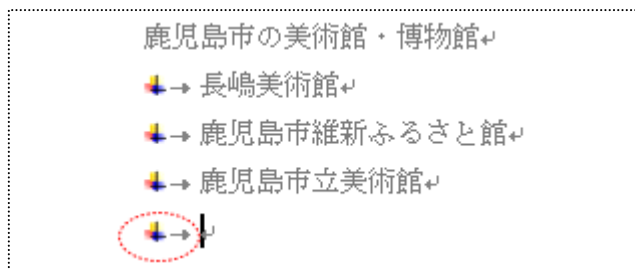 鹿児島市の美術館・博物館↵
→ 長嶋美術館↵
→ 鹿児島市維新ふるさと館↵
→ 鹿児島市立美術館↵
→ ↵